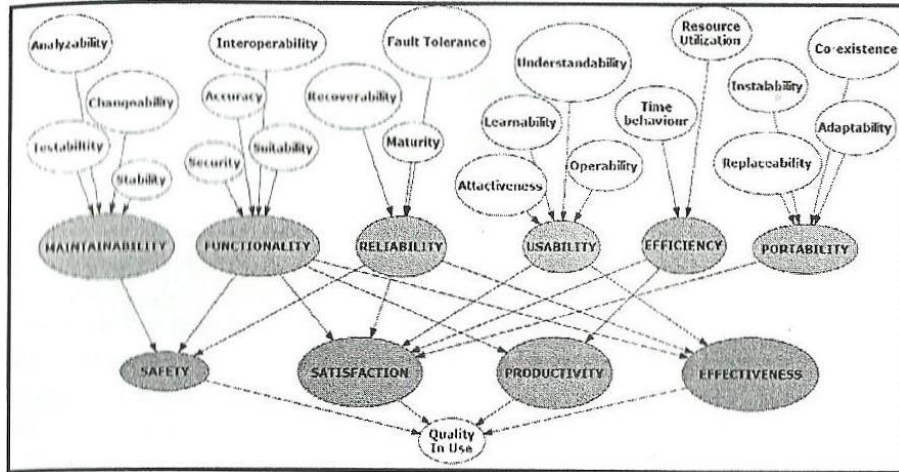 Analyzability
Interoperability
Fault Tolerance
Resource
Utilization
Co-existence
Understandability
Changeability
Accuracy
Recoverability
Instalability
Time
behaviour
Learnability
Testability
Suitability
Maturity
Adaptability
Security
Operability
Replaceability
Stability
Attactiveness
MAINTAINABILITY
FUNCTIONALITY
RELIABILITY
USABILITY
EFFICIENCY
PORTABILITY
SAFETY
SATISFACTION
PRODUCTIVITY
EFFECTIVENESS
Quality
In Use